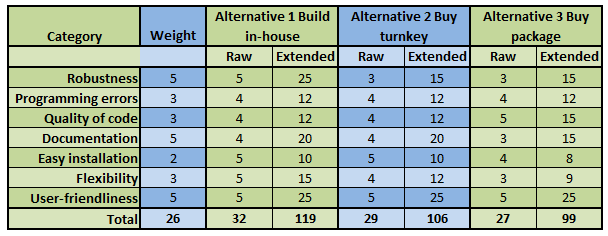 Category Weight Alternative 1 Build in-house Alternative 2 Buy turnkey Alternative 3 Buy package
Raw Extended Raw Extended Raw Extended
Robustness 5 5 25 3 15 3 15
Programming errors 3 4 12 4 12 4 12
Quality of code 3 4 12 4 12 5 15
Documentation 5 4 20 4 20 3 15
Easy installation 2 5 10 5 10 4 8
Flexibility 3 5 15 4 12 3 9
User-friendliness 5 5 25 5 25 5 25
Total 26 32 119 29 106 27 99